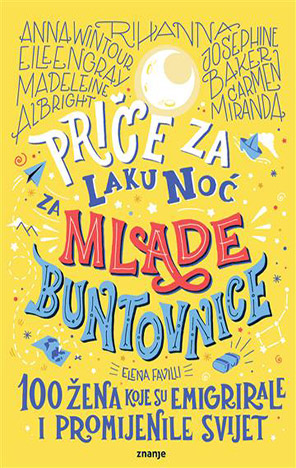 ANNA WINTOUR
RIHANNA
EILEEN GRAY
JOSEPHINE
BAKER
MADELEINE
ALBRIGHT
CARMEN
MIRANDA
PRIČE ZA
LAKU NOĆ
ZA
MLADE
BUNTOVNICE
ELENA FAVILLI
100 ŽENA KOJE SU EMIGRIRALE
I PROMIJENILE SVIJET
znanje